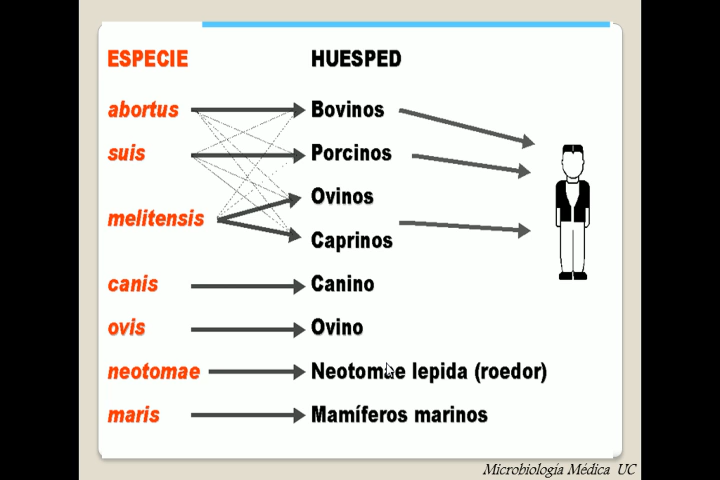 ESPECIE HUESPED
abortus Bovinos
suis Porcinos
Ovinos
melitensis
Caprinos
canis Canino
ovis Ovino
neotomae Neotomae lepida (roedor)
maris Mamíferos marinos
Microbiología Médica UC